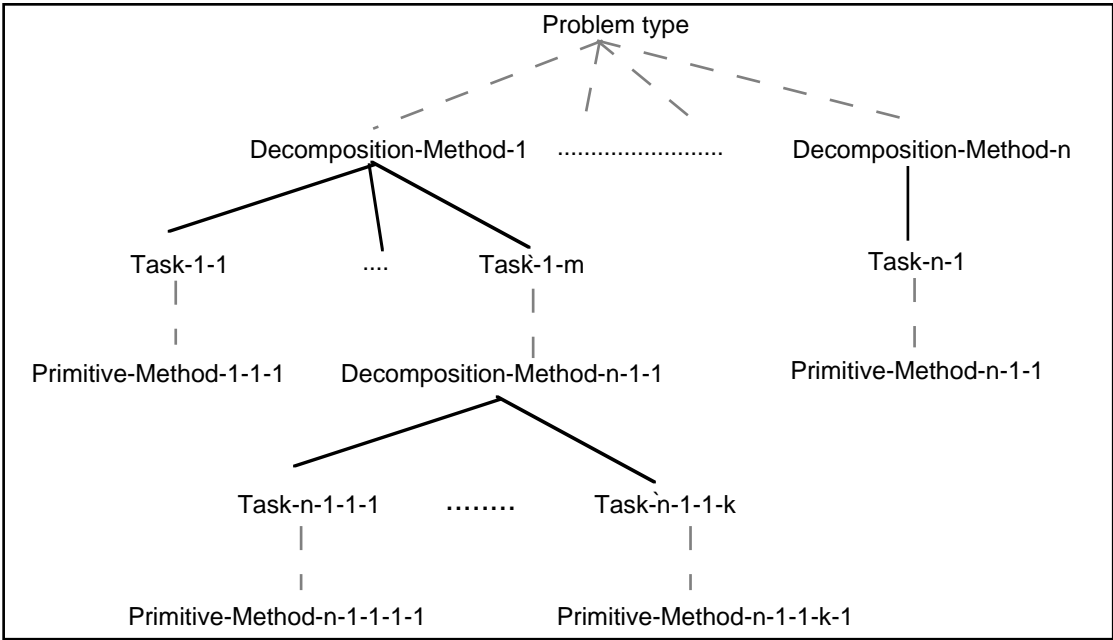 Problem type
Decomposition-Method-1 ......................... Decomposition-Method-n
Task-1-1 .... Task-1-m Task-n-1
Primitive-Method-1-1-1 Decomposition-Method-n-1-1 Primitive-Method-n-1-1
Task-n-1-1-1 ........ Task-n-1-1-k
Primitive-Method-n-1-1-1-1 Primitive-Method-n-1-1-k-1